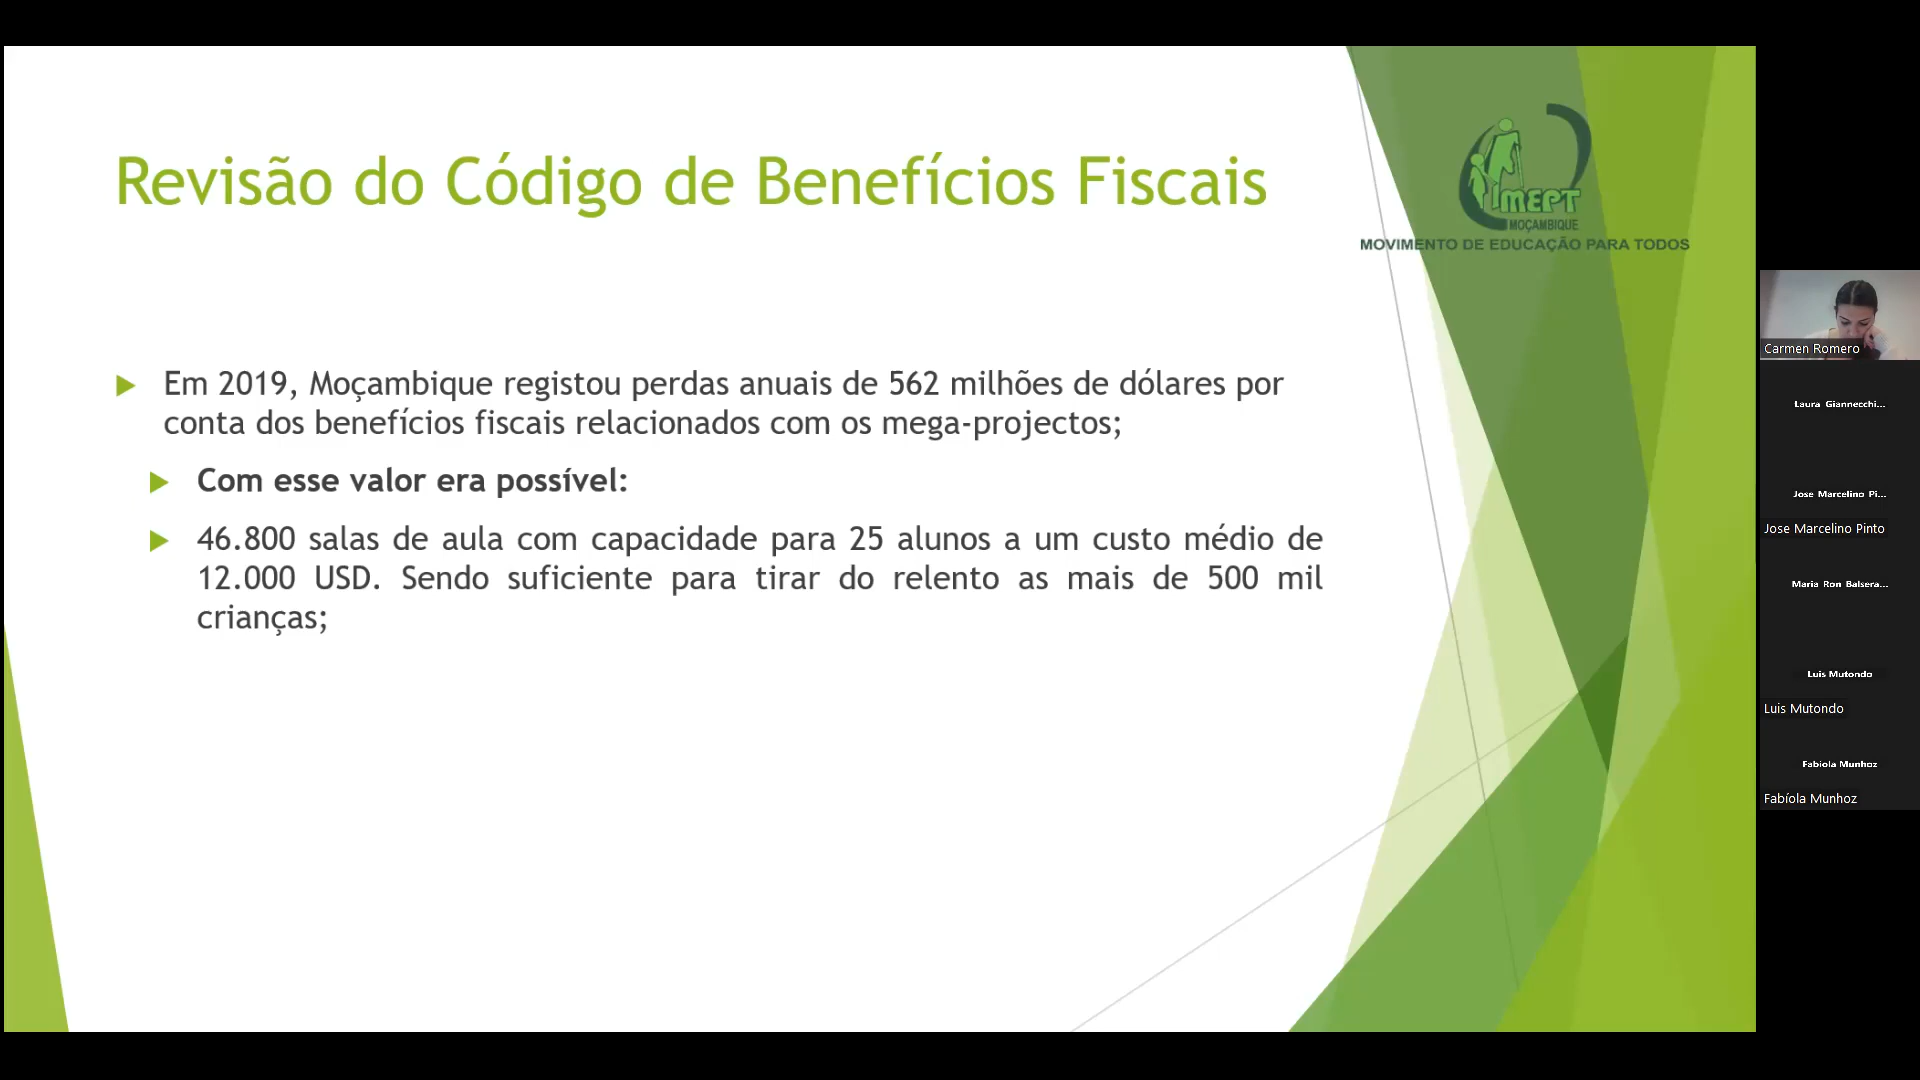 Revisão do Código de Benefícios Fiscais
MEPT
MOÇAMBIQUE
MOVIMENTO DE EDUCAÇÃO PARA TODOS
Em 2019, Moçambique registou perdas anuais de 562 milhões de dólares por
conta dos benefícios fiscais relacionados com os mega-projectos;
Com esse valor era possível:
46.800 salas de aula com capacidade para 25 alunos a um custo médio de
12.000 USD. Sendo suficiente para tirar do relento as mais de 500 mil
crianças;
Carmen Romero
Laura Giannecchi...
Jose Marcelino Pi...
Jose Marcelino Pinto
Maria Ron Balsera...
Luis Mutondo
Luis Mutondo
Fabiola Munhoz
Fabíola Munhoz